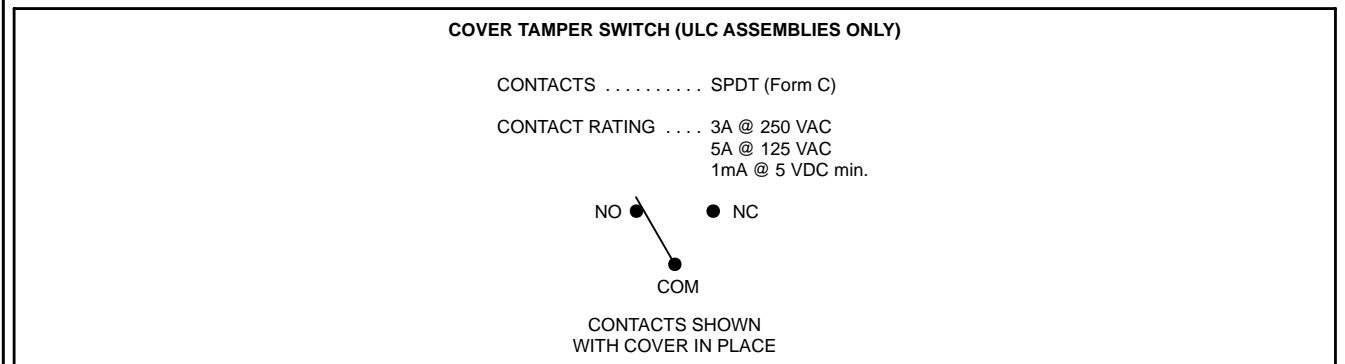 COVER TAMPER SWITCH (ULC ASSEMBLIES ONLY)
CONTACTS .......... SPDT (Form C)
CONTACT RATING .... 3A @ 250 VAC
5A @ 125 VAC
1mA @ 5 VDC min.
NO NC
COM
CONTACTS SHOWN
WITH COVER IN PLACE